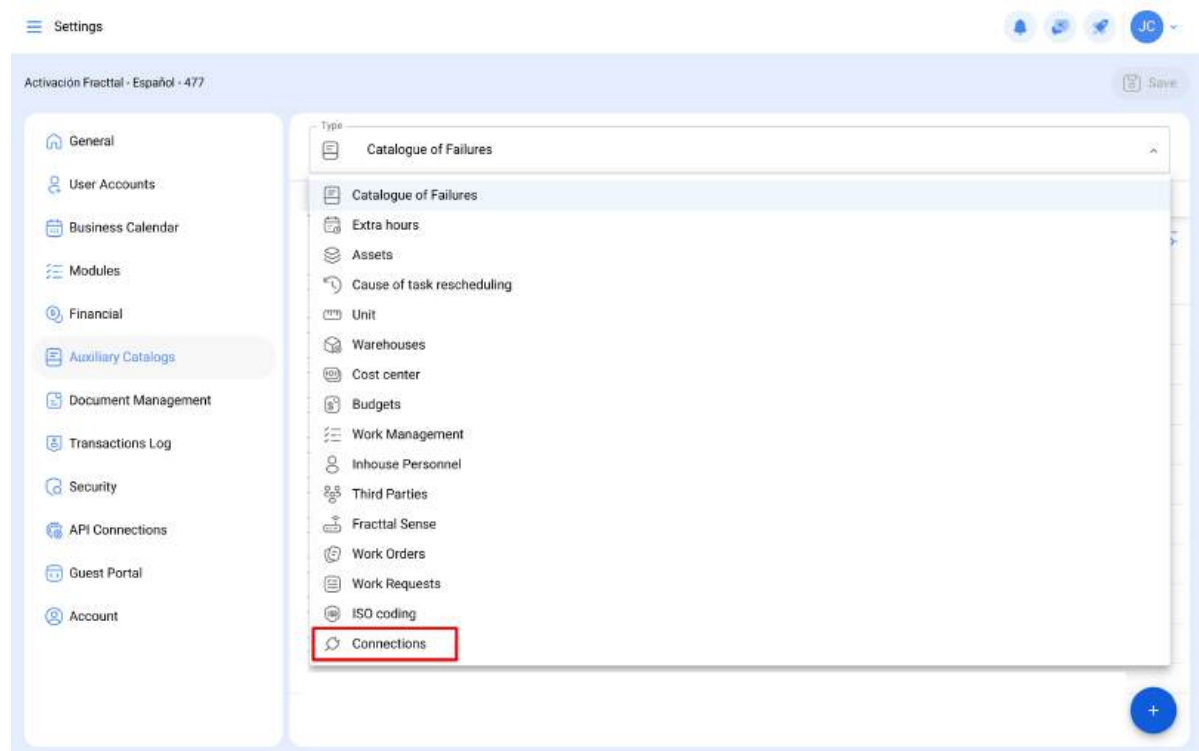 Settings
JC
Activación Fracttal - Español - 477
Save
General
User Accounts
Business Calendar
Modules
Financial
Auxiliary Catalogs
Document Management
Transactions Log
Security
API Connections
Guest Portal
Account
Type
Catalogue of Failures
Catalogue of Failures
Extra hours
Assets
Cause of task rescheduling
Unit
Warehouses
Cost center
Budgets
Work Management
Inhouse Personnel
Third Parties
Fracttal Sense
Work Orders
Work Requests
ISO coding
Connections